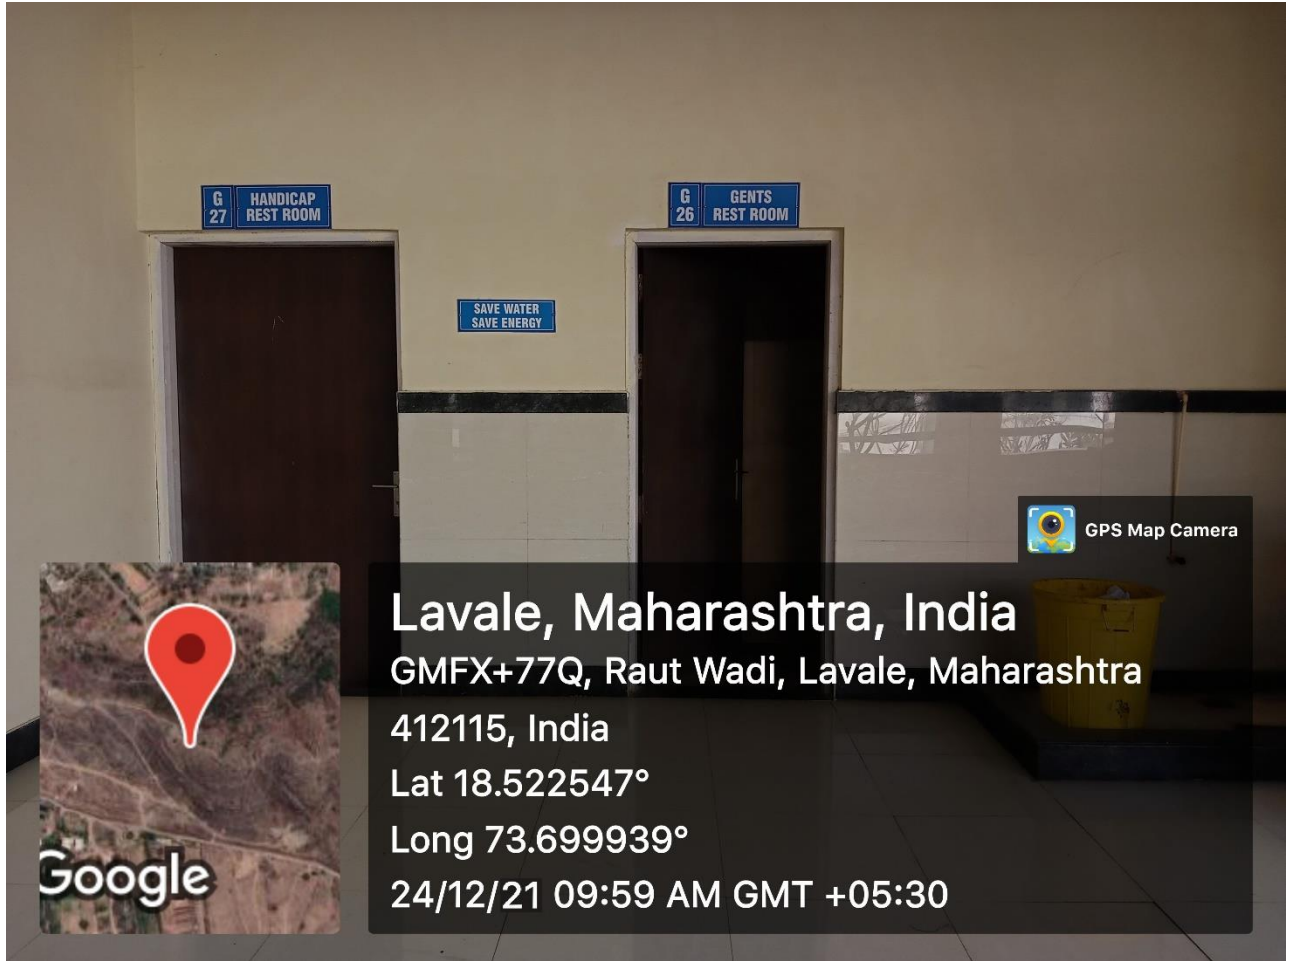 G
27
HANDICAP
REST ROOM
G
26
GENTS
REST ROOM
SAVE WATER
SAVE ENERGY
GPS Map Camera
Lavale, Maharashtra, India
GMFX+77Q, Raut Wadi, Lavale, Maharashtra
412115, India
Lat 18.522547°
Long 73.699939°
24/12/21 09:59 AM GMT +05:30
Google